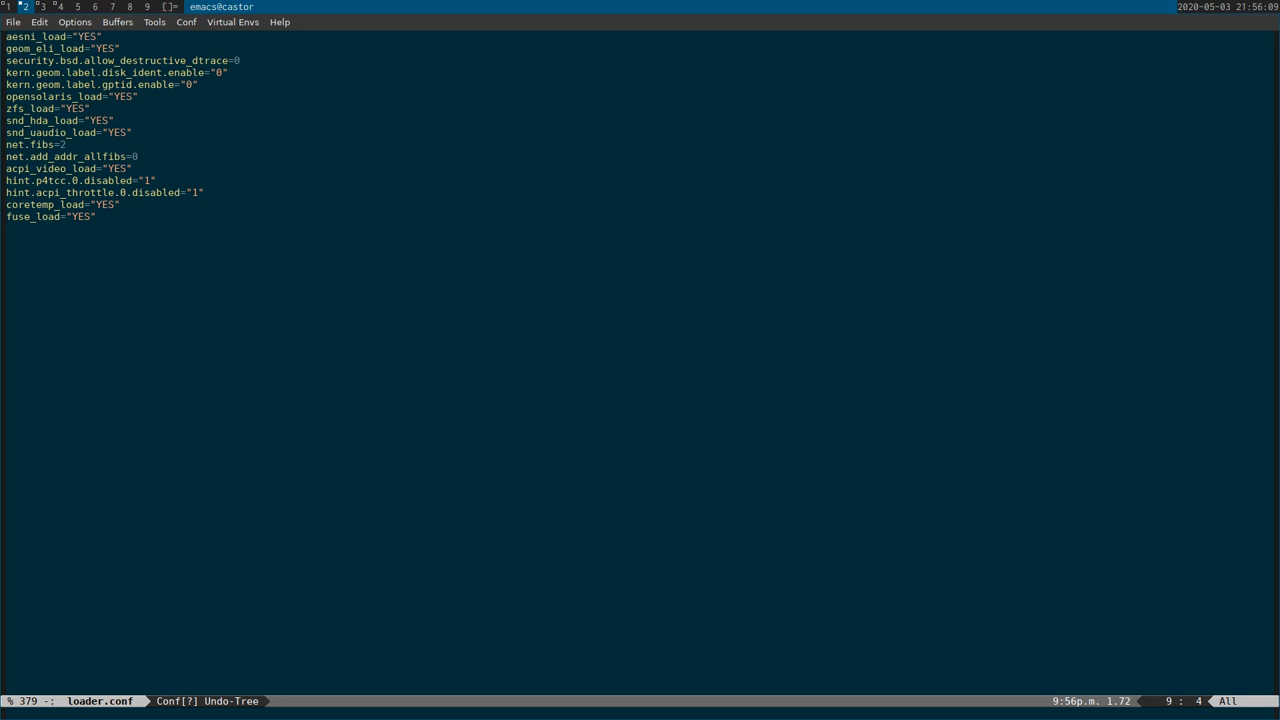 1 2 3 4 5 6 7 8 9 []= emacs@castor 2020-05-03 21:56:09
File Edit Options Buffers Tools Conf Virtual Envs Help
aesni_load="YES"
geom_eli_load="YES"
security.bsd.allow_destructive_dtrace=0
kern.geom.label.disk_ident.enable="0"
kern.geom.label.gptid.enable="0"
opensolaris_load="YES"
zfs_load="YES"
snd_hda_load="YES"
snd_uaudio_load="YES"
net.fibs=2
net.add_addr_allfibs=0
acpi_video_load="YES"
hint.p4tcc.0.disabled="1"
hint.acpi_throttle.0.disabled="1"
coretemp_load="YES"
fuse_load="YES"
% 379 -: loader.conf Conf[?] Undo-Tree 9:56p.m. 1.72 9 : 4 All